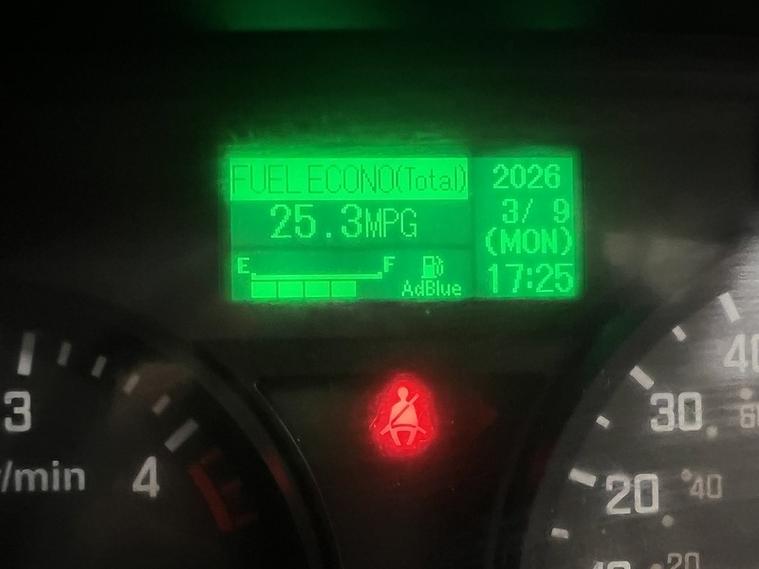 FUEL ECONO(Total)
25.3MPG
E F
AdBlue
2026
3/ 9
(MON)
17:25
3
/min
4
40
30
20
40
20